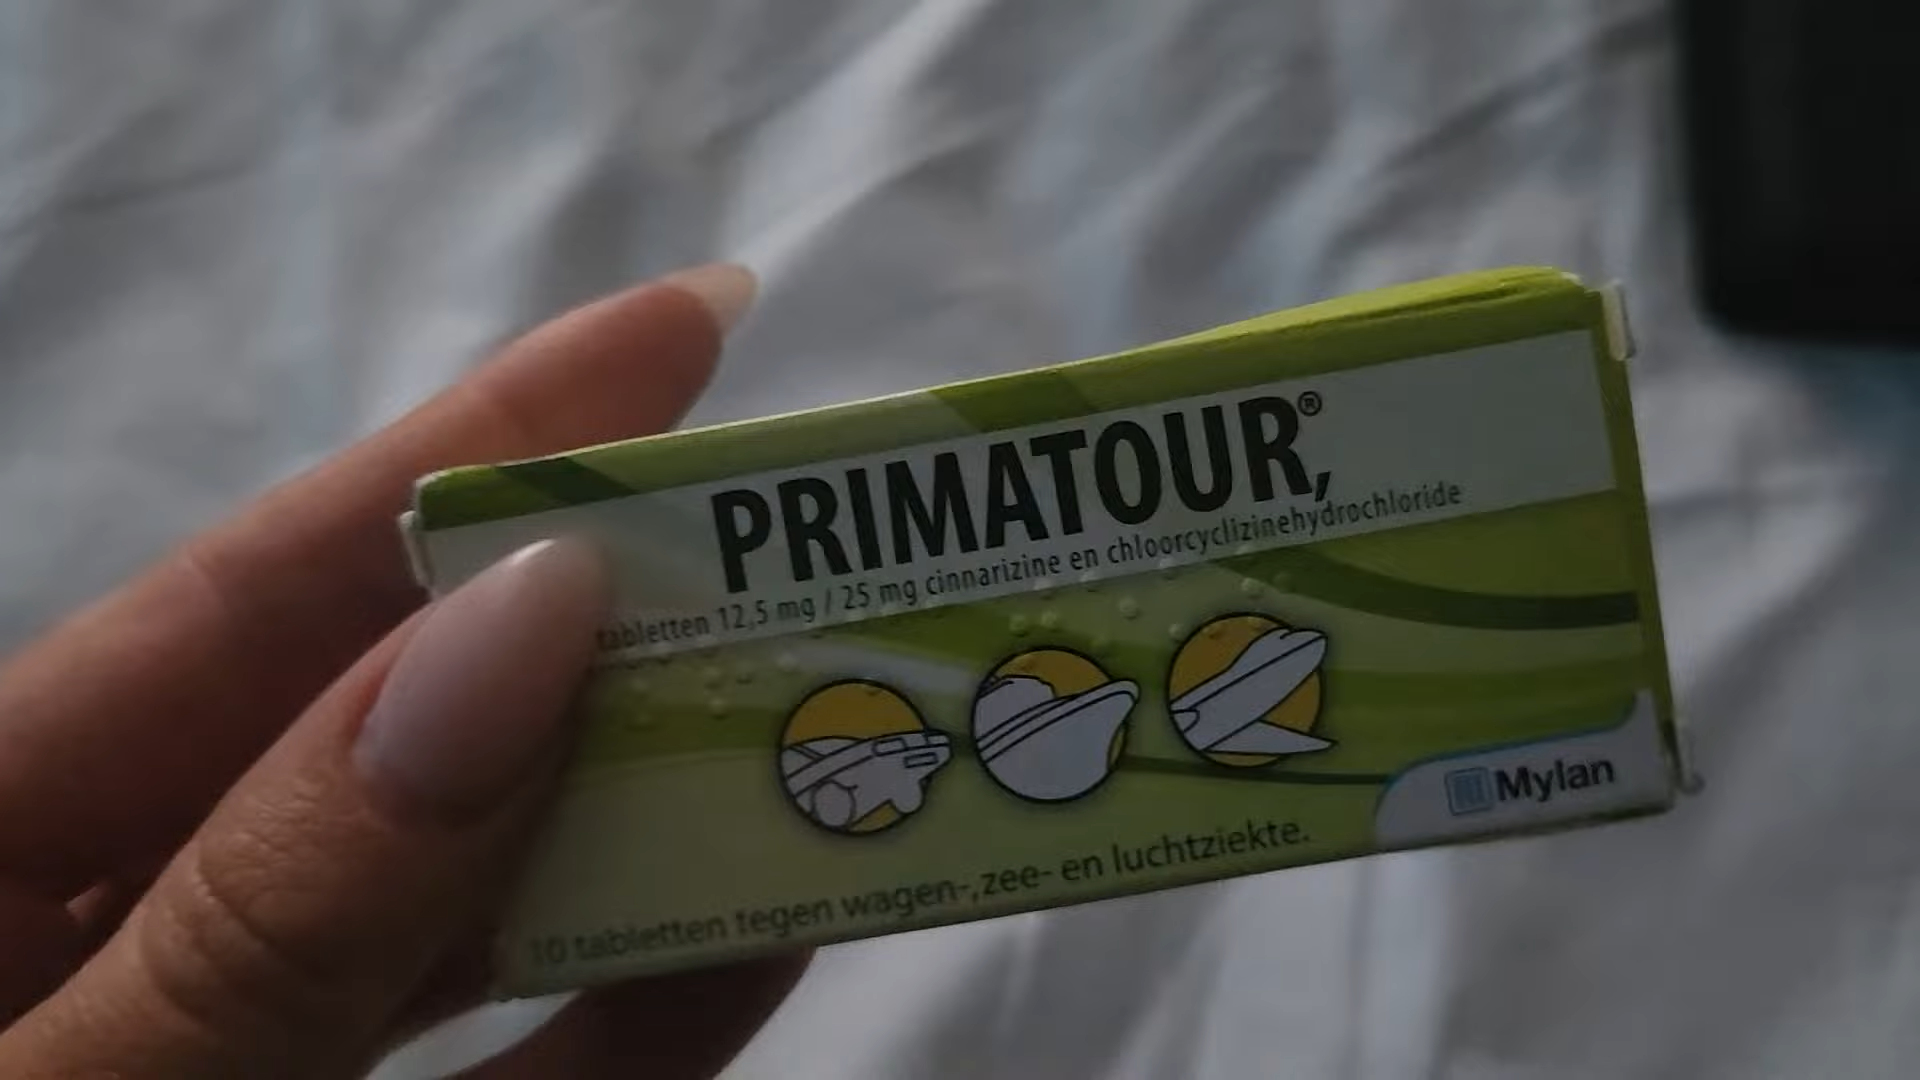 PRIMATOUR®,
tabletten 12,5 mg / 25 mg cinnarizine en chloorcyclizinehydrochloride
Mylan
10 tabletten tegen wagen-,zee- en luchtziekte.